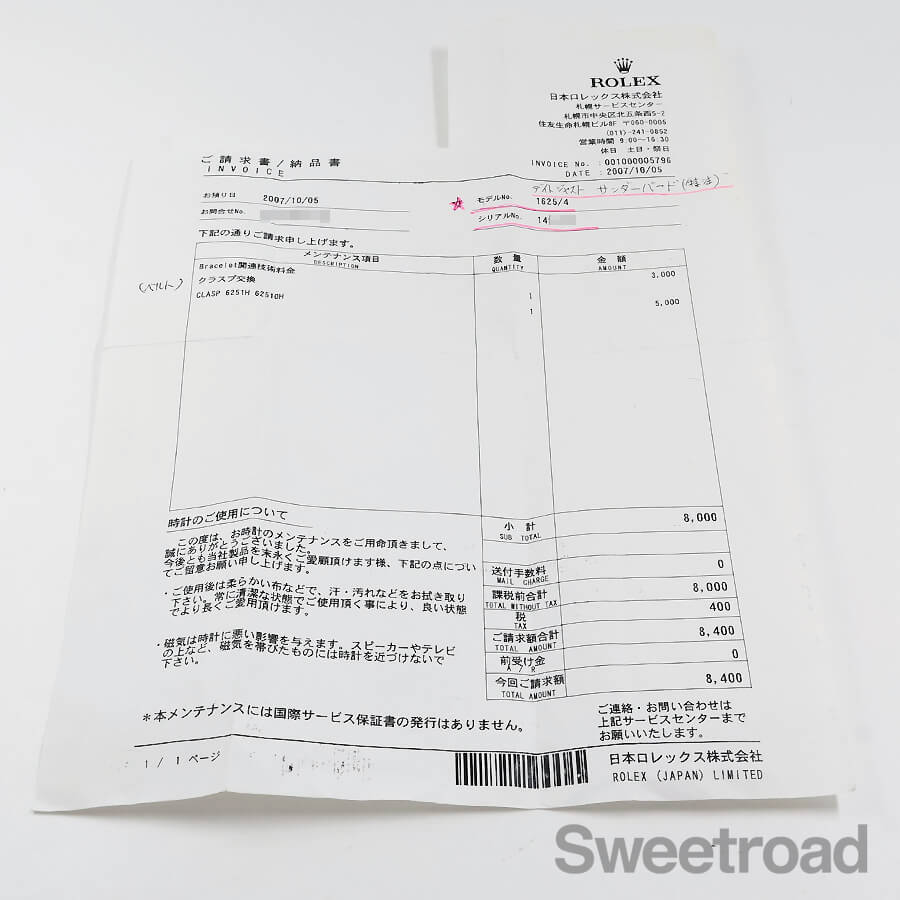 ROLEX
日本ロレックス株式会社
札幌サービスセンター
札幌市中央区北五条西5-2
住友生命札幌ビル8F 〒060-0005
(011)-241-0852
営業時間 9:00~16:30
休日 土日・祭日
ご請求書/納品書
INVOICE
INVOICE No. : 001000005796
DATE : 2007/10/05
デイトジャスト サンダーバード(特注)
お預り日 2007/10/05
モデルNo. 1625/4
お問合せNo.
シリアルNo. 14
下記の通りご請求申し上げます。
メンテナンス項目 数量 金額
DESCRIPTION QUANTITY AMOUNT
Bracelet関連技術料金 1 3,000
クラスプ交換
(ベルト) CLASP 6251H 62510H 1 5,000
時計のご使用について
この度は、お時計のメンテナンスをご用命頂きまして、
誠にありがとうございました。
今後とも当社製品を末永くご愛顧頂けます様、下記の点につい
てご留意お願い申し上げます。
・ご使用後は柔らかい布などで、汗・汚れなどをお拭き取り
下さい。常に清潔な状態でご使用頂く事により、良い状態
でより長くご愛用頂けます。
・磁気は時計に悪い影響を与えます。スピーカーやテレビ
の上など、磁気を帯びたものには時計を近づけないで
下さい。
小計 8,000
SUB TOTAL
送付手数料 0
MAIL CHARGE
課税前合計 8,000
TOTAL WITHOUT TAX
税 400
TAX
ご請求額合計 8,400
TOTAL AMOUNT
前受け金 0
A / R
今回ご請求額 8,400
TOTAL AMOUNT
*本メンテナンスには国際サービス保証書の発行はありません。
ご連絡・お問い合わせは
上記サービスセンターまで
お願いいたします。
1 / 1 ページ
日本ロレックス株式会社
ROLEX (JAPAN) LIMITED
Sweetroad